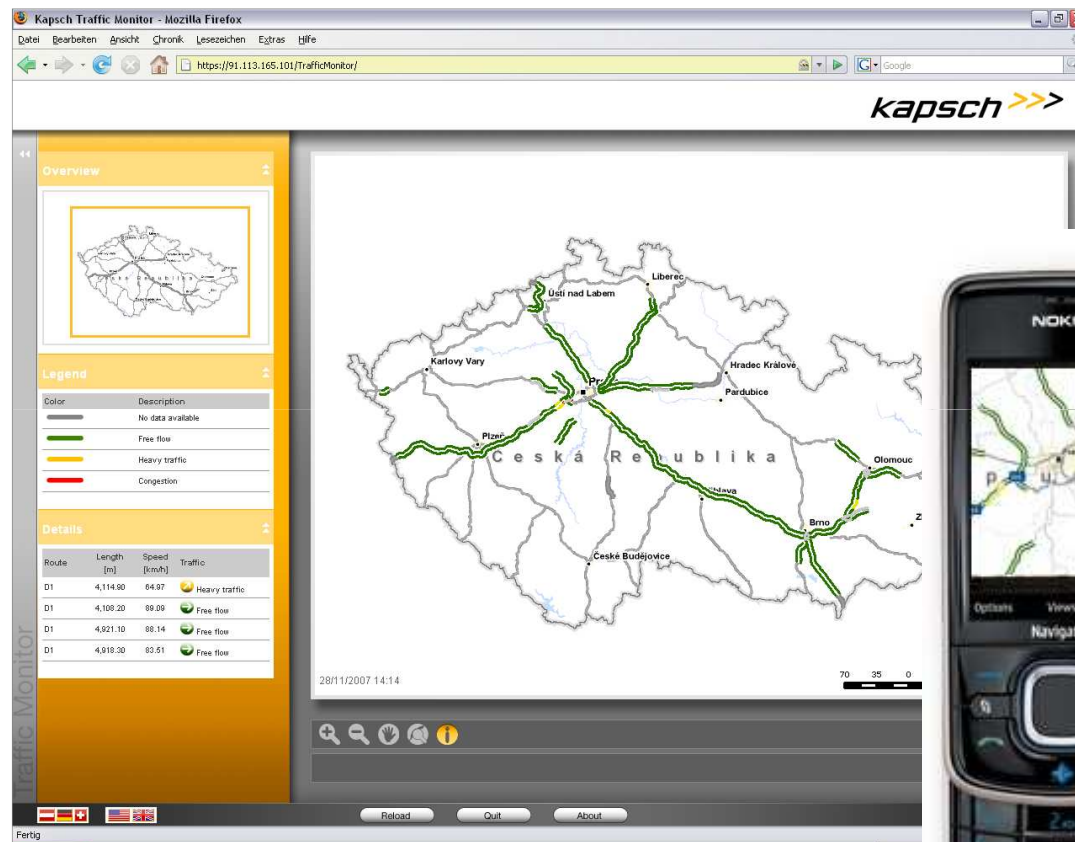 Kapsch Traffic Monitor - Mozilla Firefox
Datei Bearbeiten Ansicht Chronik Lesezeichen Extras Hilfe
https://91.113.165.101/TrafficMonitor/
Google
kapsch >>>
Overview
Legend
Color Description
No data available
Free flow
Heavy traffic
Congestion
Details
Route Length [m] Speed [km/h] Traffic
D1 4,114.90 64.97 Heavy traffic
D1 4,108.20 89.09 Free flow
D1 4,921.10 88.14 Free flow
D1 4,918.30 83.51 Free flow
Traffic Monitor
Liberec
Ústí nad Labem
Karlovy Vary
Hradec Králové
Pardubice
Plzeň
Česká Republika
Olomouc
Brno
České Budějovice
28/11/2007 14:14
70 35 0
Reload Quit About
Fertig
NOK
p u
Options View
Navigat